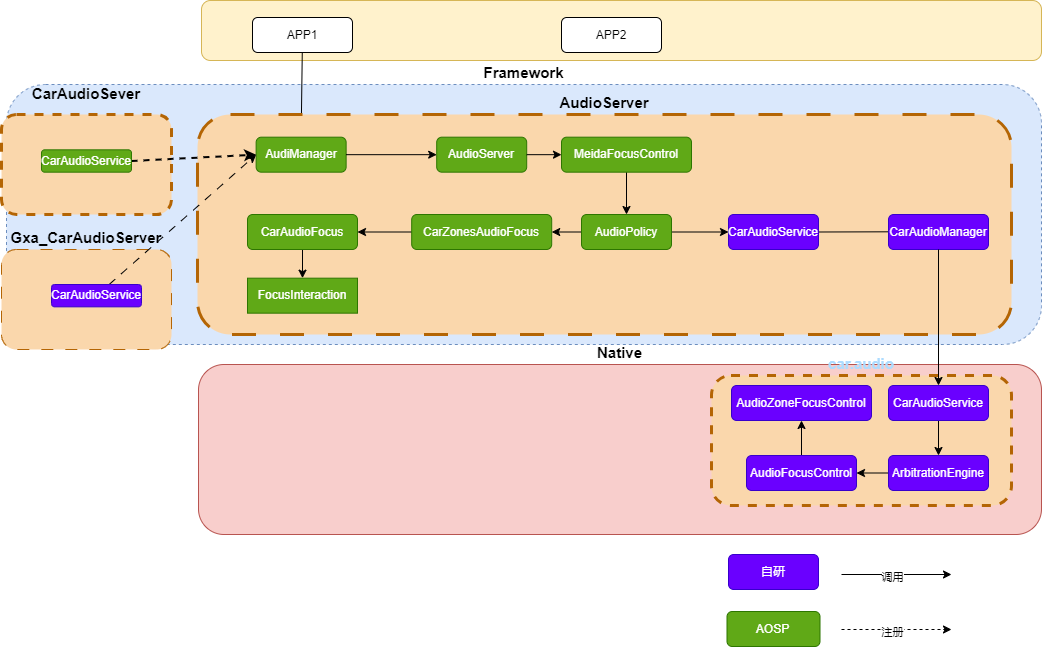 APP1
APP2
Framework
CarAudioSever
AudioServer
CarAudioService
AudiManager
AudioServer
MeidaFocusControl
Gxa_CarAudioServer
CarAudioFocus
CarZonesAudioFocus
AudioPolicy
CarAudioService
CarAudioManager
CarAudioService
FocusInteraction
Native
car.audio
AudioZoneFocusControl
CarAudioService
AudioFocusControl
ArbitrationEngine
自研
调用
AOSP
注册